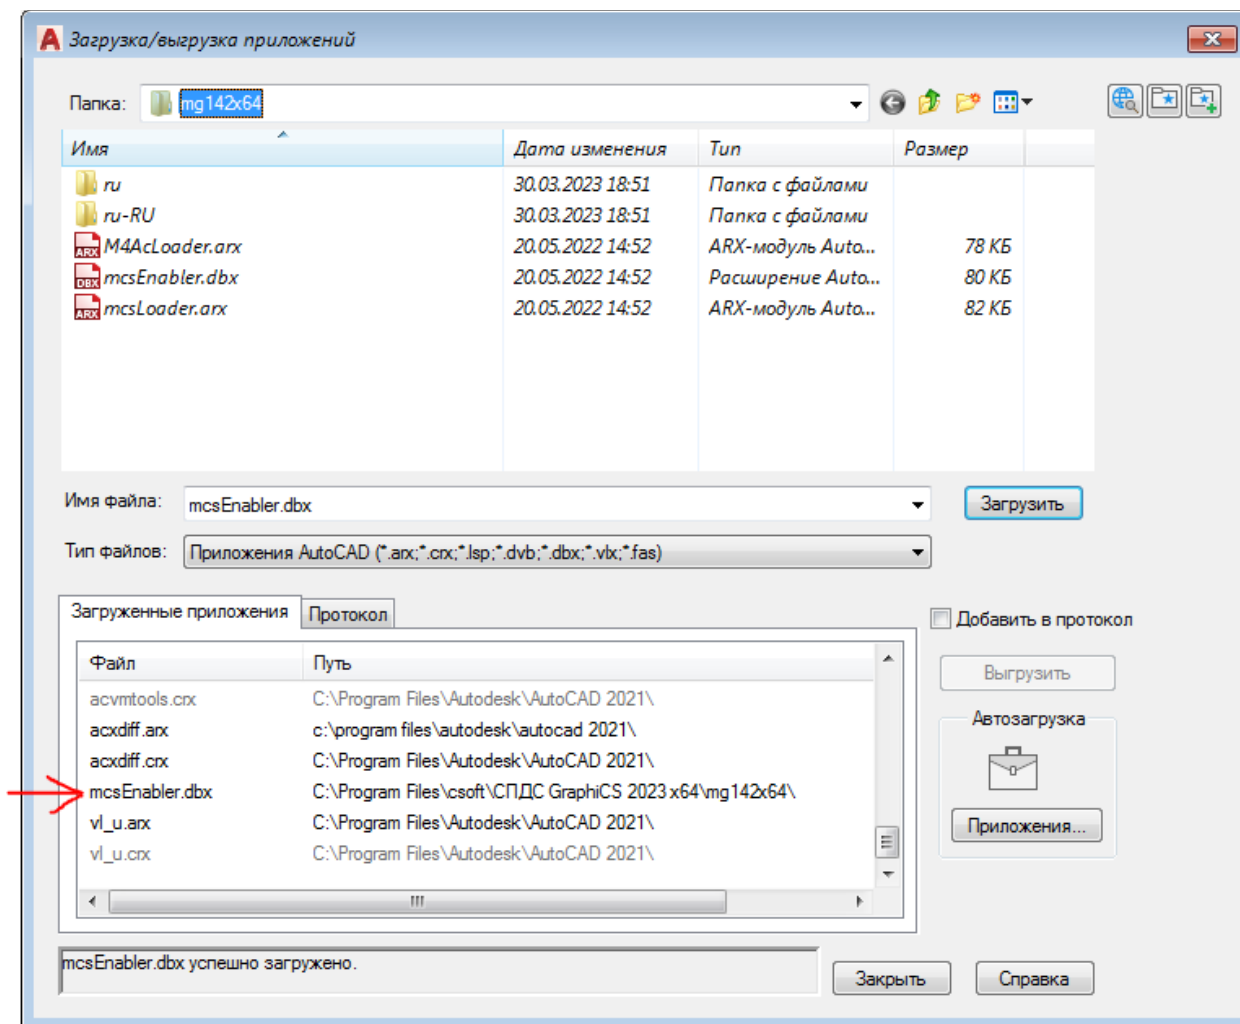 Загрузка/выгрузка приложений
Папка: mg142x64
Имя Дата изменения Тип Размер
ru 30.03.2023 18:51 Папка с файлами
ru-RU 30.03.2023 18:51 Папка с файлами
M4AcLoader.arx 20.05.2022 14:52 ARX-модуль Auto... 78 КБ
mcsEnabler.dbx 20.05.2022 14:52 Расширение Auto... 80 КБ
mcsLoader.arx 20.05.2022 14:52 ARX-модуль Auto... 82 КБ
Имя файла: mcsEnabler.dbx Загрузить
Тип файлов: Приложения AutoCAD (*.arx;*.crx;*.lsp;*.dvb;*.dbx;*.vlx;*.fas)
Загруженные приложения Протокол
Добавить в протокол
Файл Путь
Выгрузить
acvmtools.crx C:\Program Files\Autodesk\AutoCAD 2021\
acxdiff.arx c:\program files\autodesk\autocad 2021\
Автозагрузка
acxdiff.crx C:\Program Files\Autodesk\AutoCAD 2021\
mcsEnabler.dbx C:\Program Files\csoft\СПДС GraphiCS 2023 x64\mg142x64\
vl_u.arx C:\Program Files\Autodesk\AutoCAD 2021\
Приложения...
vl_u.crx C:\Program Files\Autodesk\AutoCAD 2021\
mcsEnabler.dbx успешно загружено.
Закрыть Справка